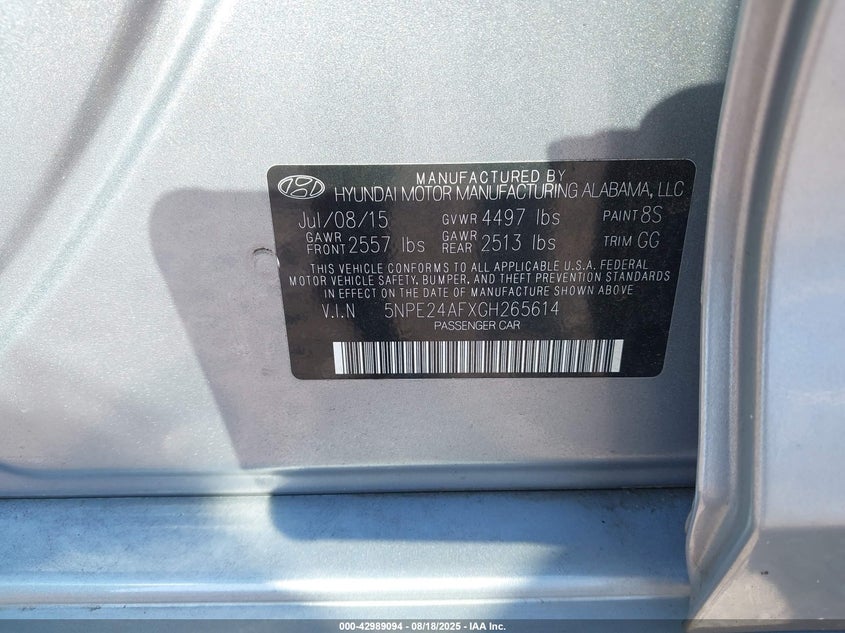 MANUFACTURED BY
HYUNDAI MOTOR MANUFACTURING ALABAMA, LLC
Jul/08/15 GVWR 4497 lbs PAINT 8S
GAWR FRONT 2557 lbs GAWR REAR 2513 lbs TRIM GG
THIS VEHICLE CONFORMS TO ALL APPLICABLE U.S.A. FEDERAL
MOTOR VEHICLE SAFETY, BUMPER, AND THEFT PREVENTION STANDARDS
IN EFFECT ON THE DATE OF MANUFACTURE SHOWN ABOVE
V.I.N 5NPE24AFXGH265614
PASSENGER CAR
000-42989094 - 08/18/2025 - IAA Inc.